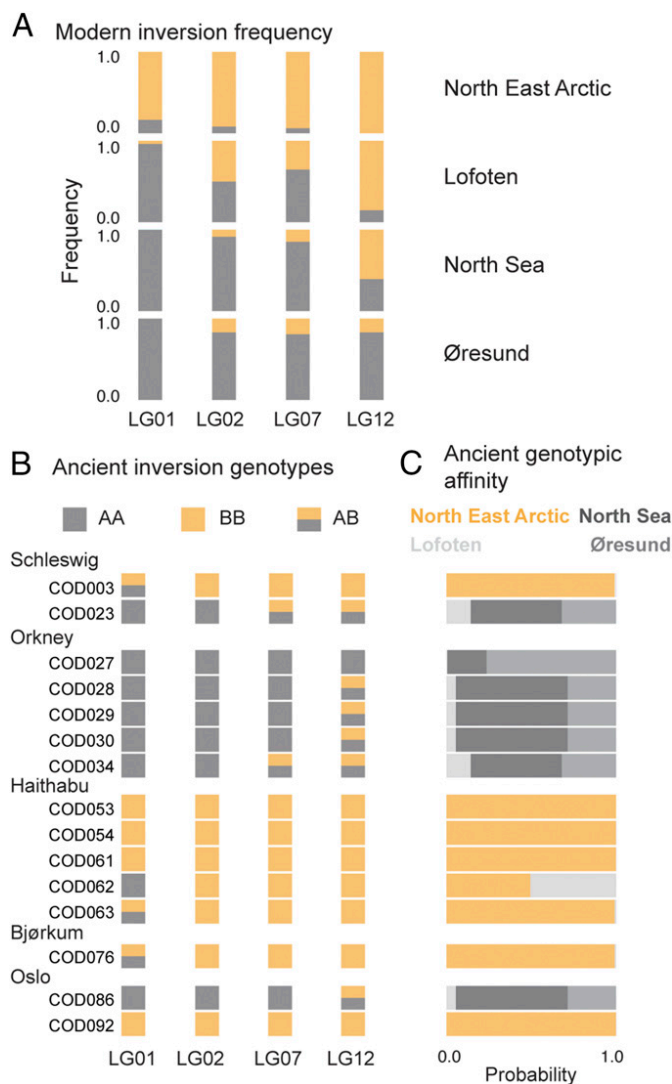 A Modern inversion frequency
1.0
0.0
North East Arctic
1.0
0.0
Lofoten
1.0
0.0
North Sea
1.0
0.0
Øresund
Frequency
LG01 LG02 LG07 LG12
B Ancient inversion genotypes
AA BB AB
C Ancient genotypic
affinity
North East Arctic North Sea
Lofoten Øresund
Schleswig
COD003
COD023
Orkney
COD027
COD028
COD029
COD030
COD034
Haithabu
COD053
COD054
COD061
COD062
COD063
Bjørkum
COD076
Oslo
COD086
COD092
LG01 LG02 LG07 LG12
0.0 1.0
Probability